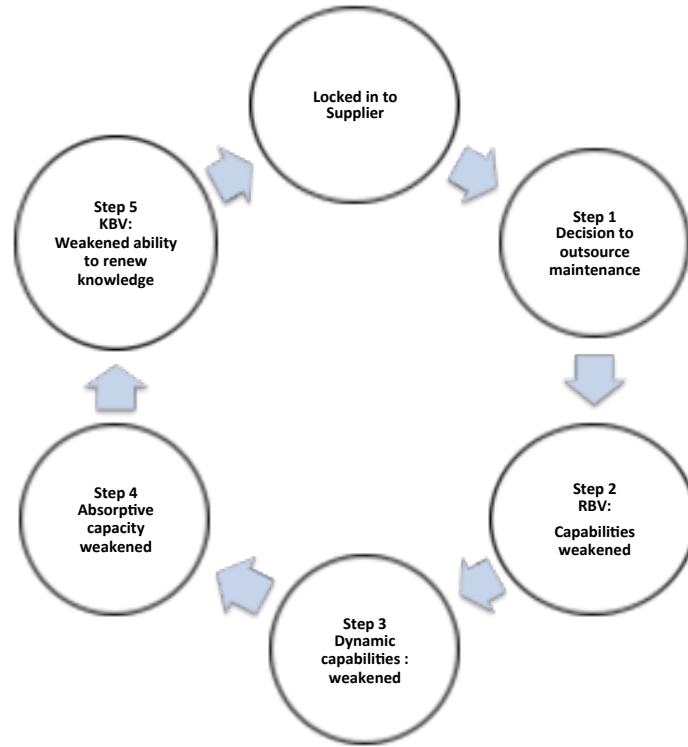 Locked in to
Supplier
Step 1
Decision to
outsource
maintenance
Step 2
RBV:
Capabilities
weakened
Step 3
Dynamic
capabilities :
weakened
Step 4
Absorptive
capacity
weakened
Step 5
KBV:
Weakened ability
to renew
knowledge